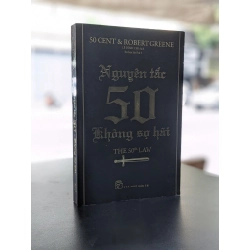 50 CENT & ROBERT GREENE
Nguyên tắc
50
Không sợ hãi
THE 50TH LAW